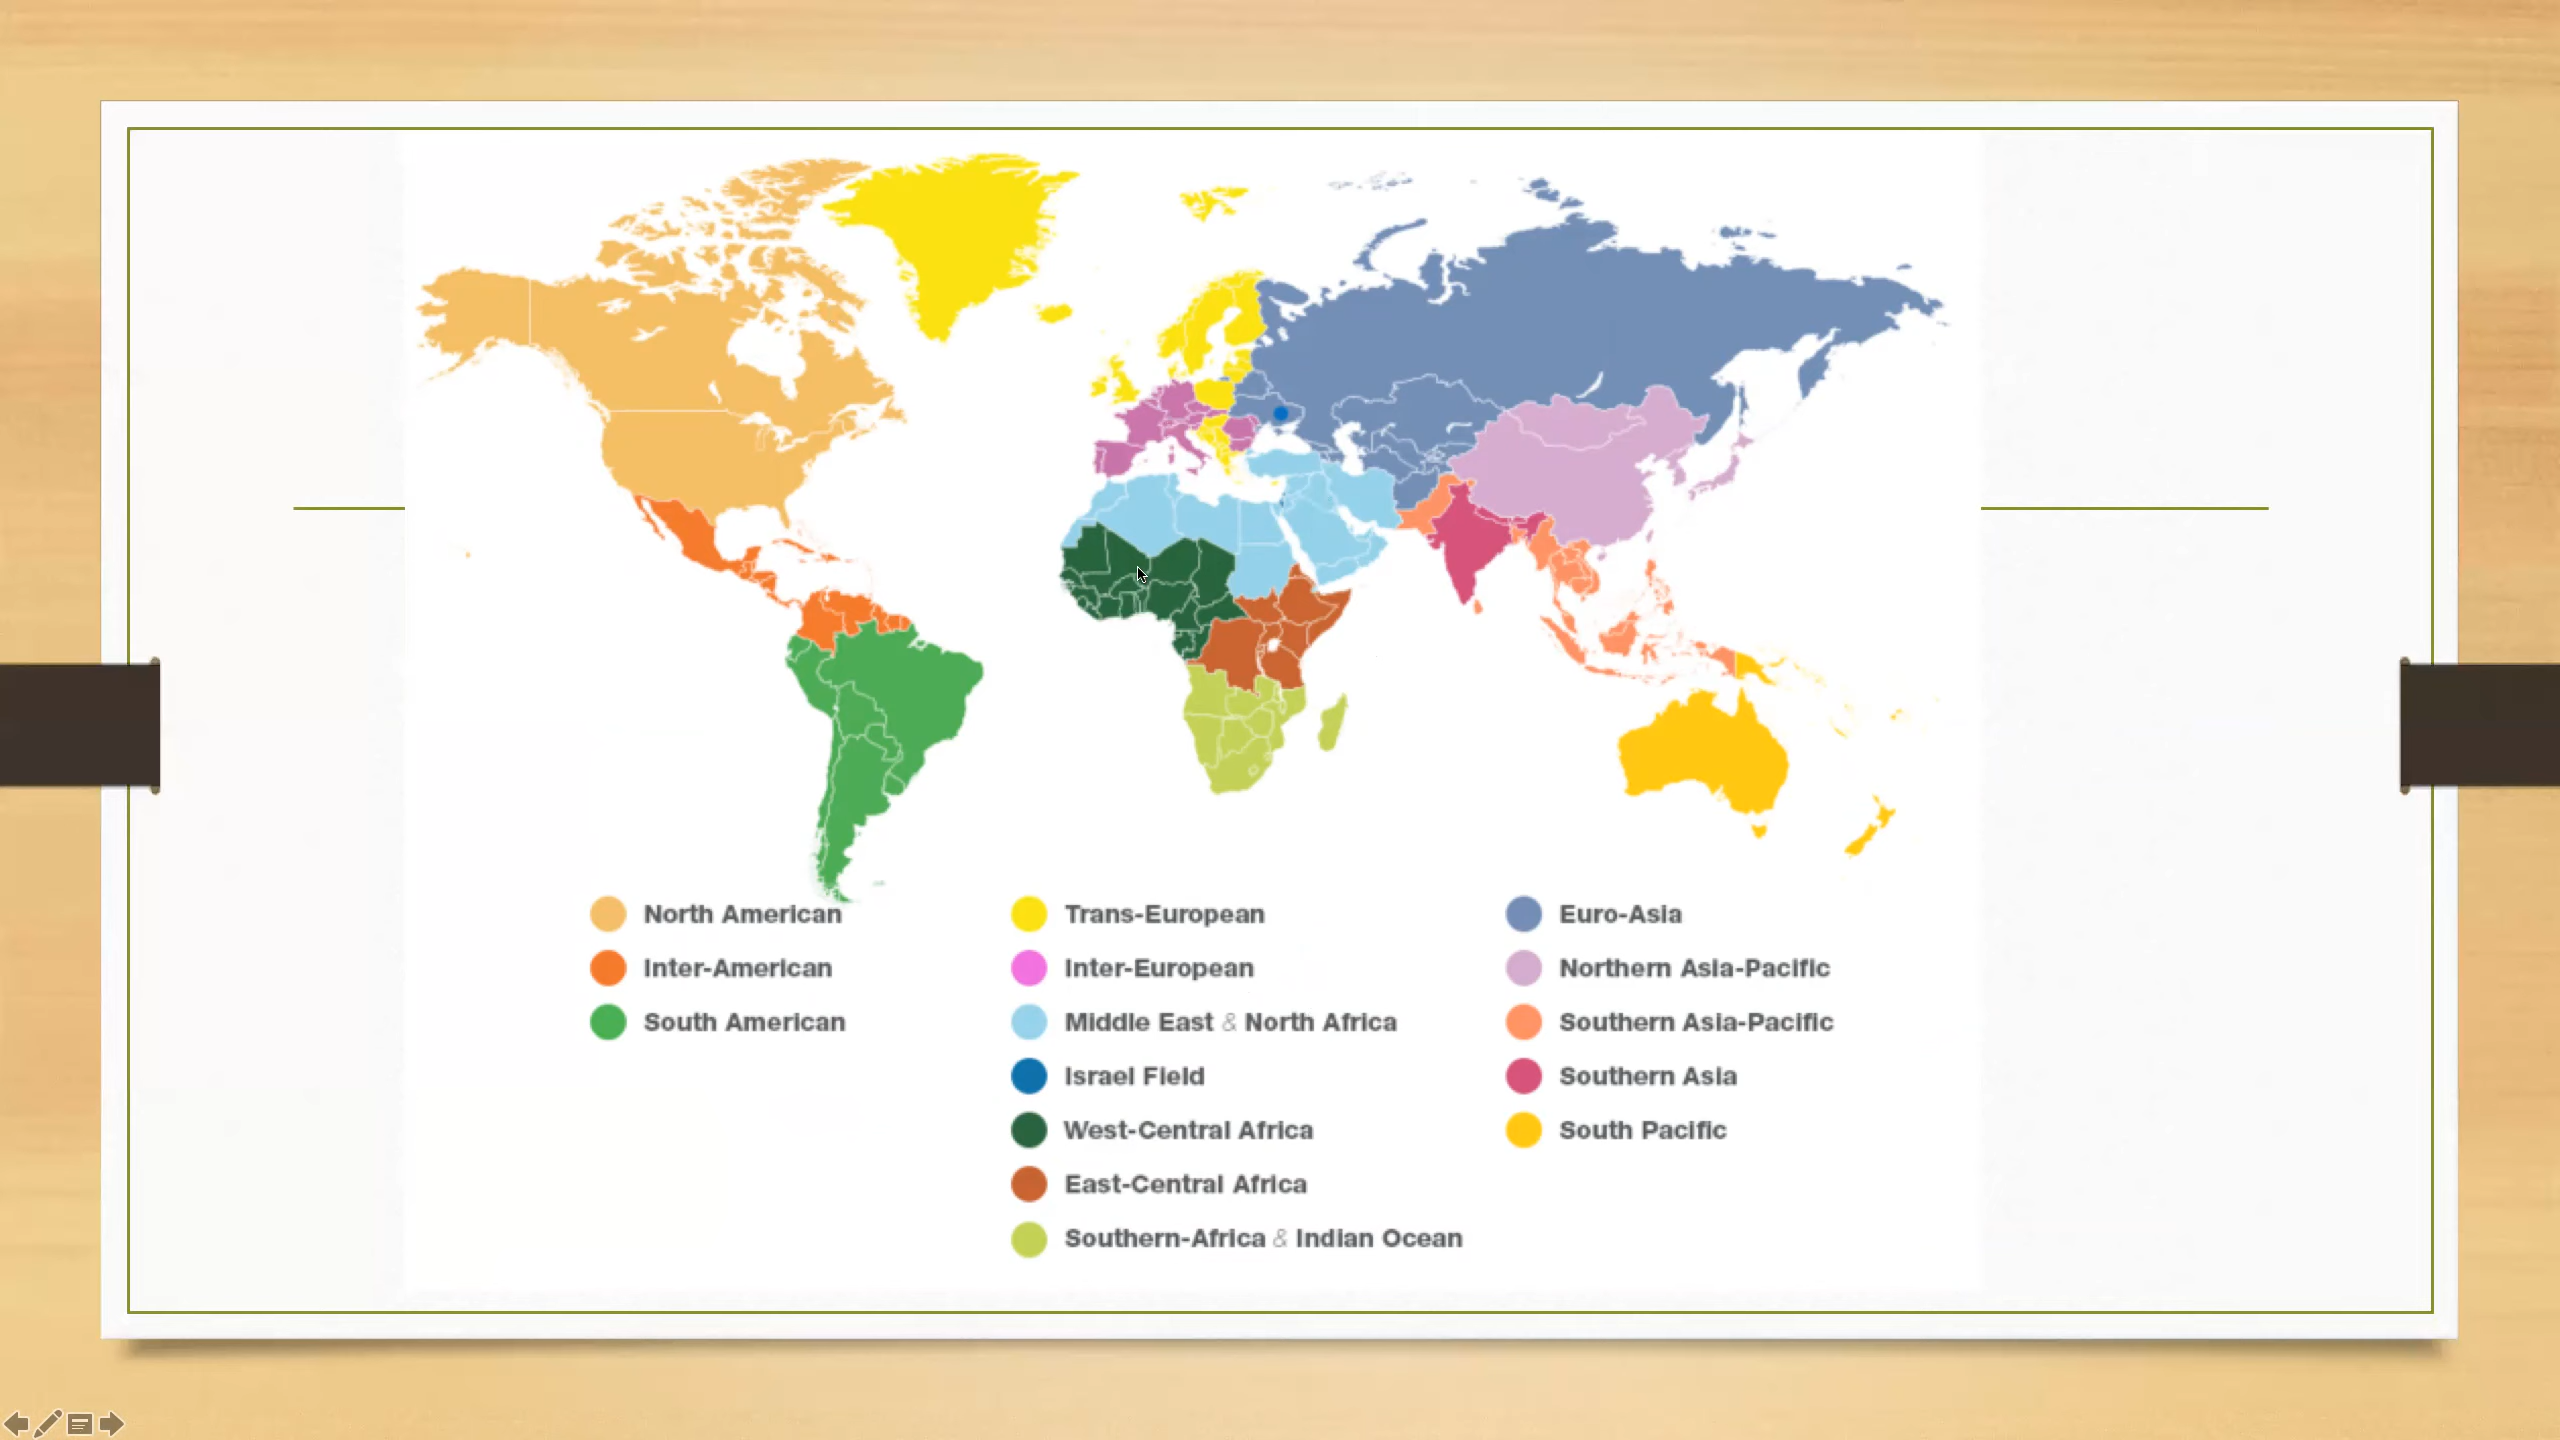 North American
Inter-American
South American
Trans-European
Inter-European
Middle East & North Africa
Israel Field
West-Central Africa
East-Central Africa
Southern-Africa & Indian Ocean
Euro-Asia
Northern Asia-Pacific
Southern Asia-Pacific
Southern Asia
South Pacific